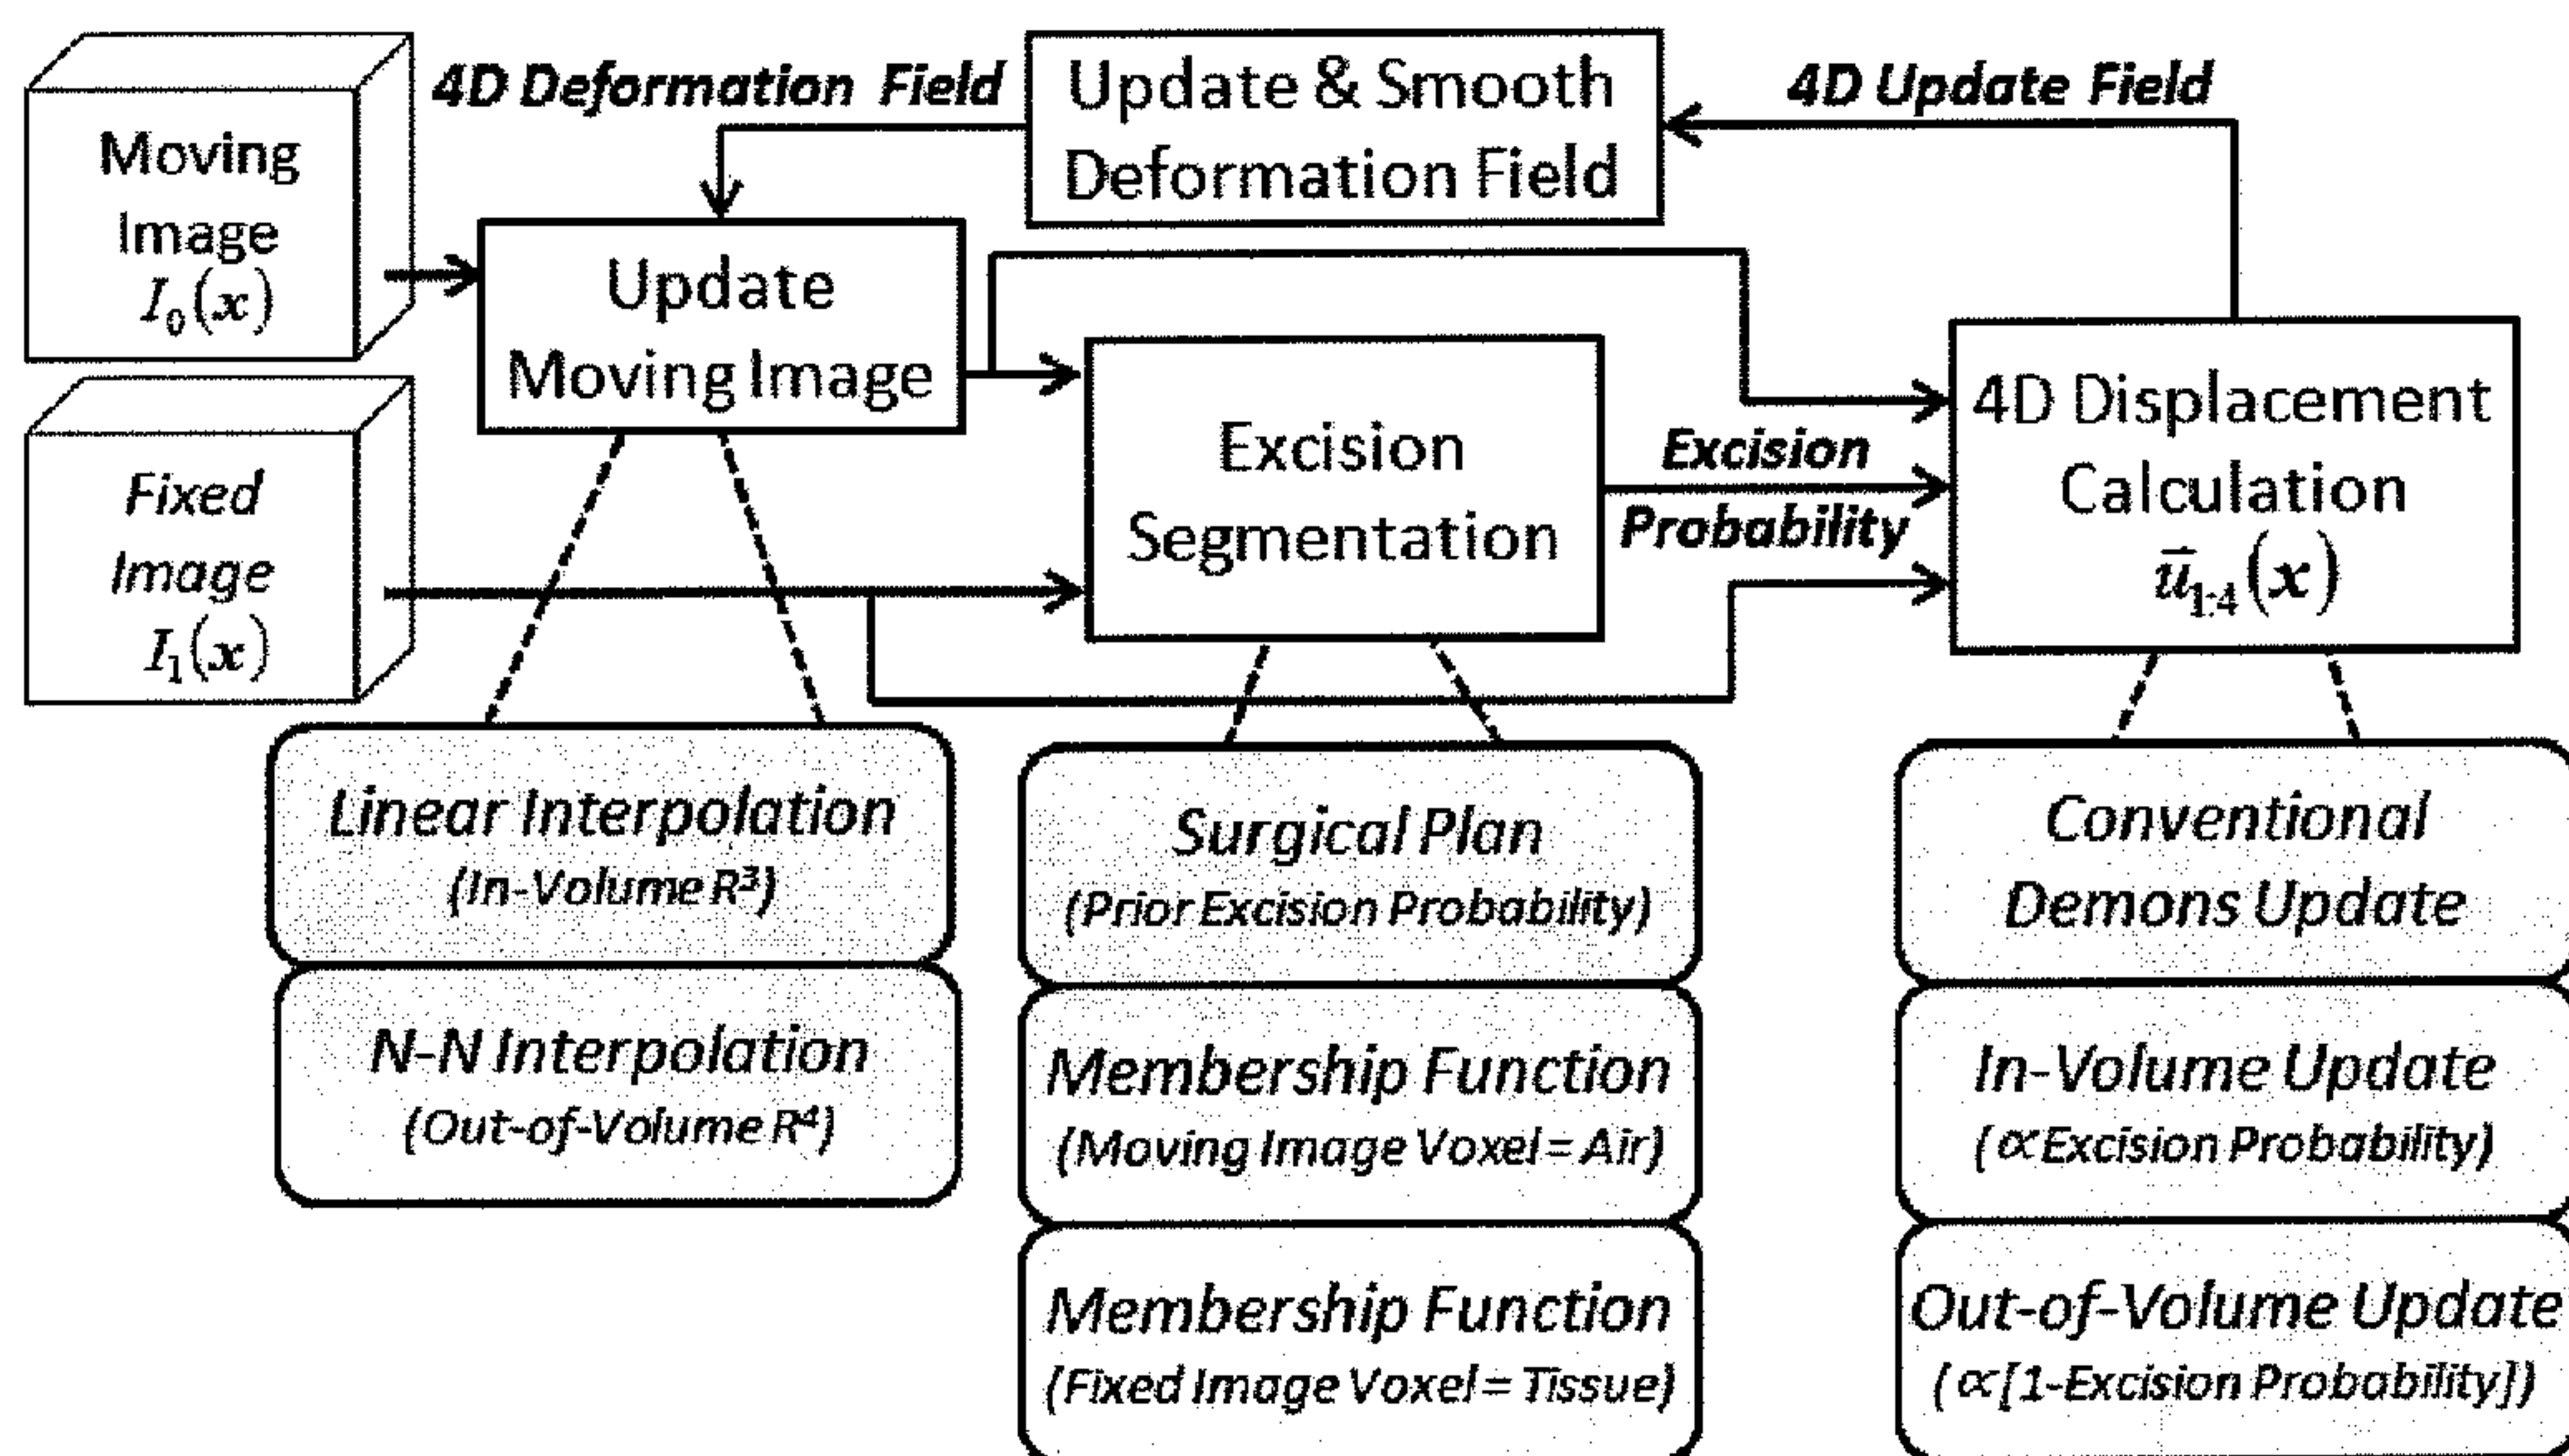 Moving
Image
I₀(x)
4D Deformation Field
Update & Smooth
Deformation Field
4D Update Field
Update
Moving Image
Fixed
Image
I₁(x)
Excision
Segmentation
Excision
Probability
4D Displacement
Calculation
u⃗₁:₄(x)
Linear Interpolation
(In-Volume R³)
N-N Interpolation
(Out-of-Volume R⁴)
Surgical Plan
(Prior Excision Probability)
Membership Function
(Moving Image Voxel = Air)
Membership Function
(Fixed Image Voxel = Tissue)
Conventional
Demons Update
In-Volume Update
(∝Excision Probability)
Out-of-Volume Update
(∝[1-Excision Probability])